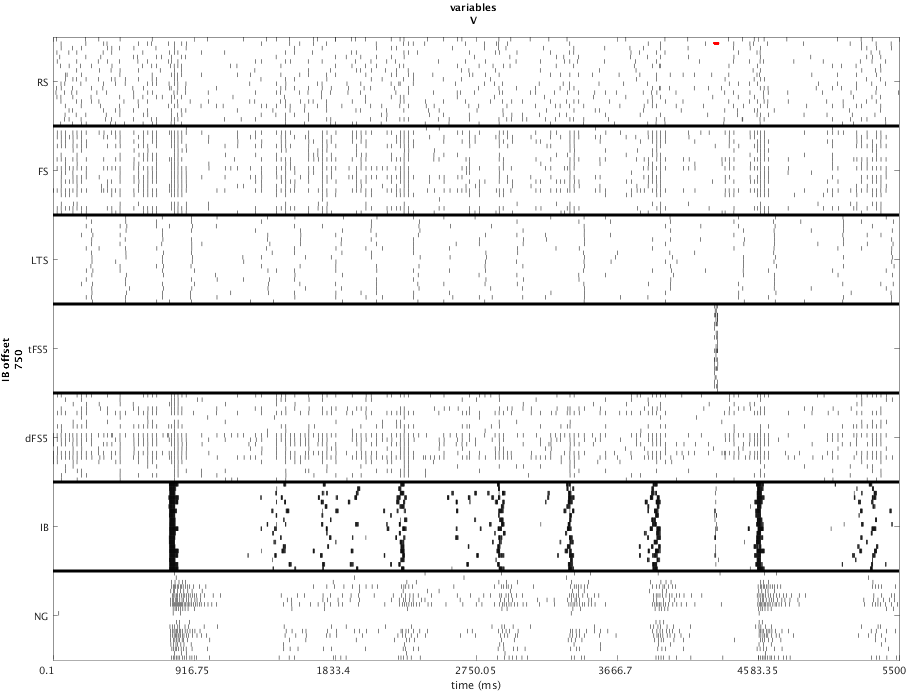 variables
V
RS
FS
LTS
IB offset
750
tFS5
dFS5
IB
NG
0.1 916.75 1833.4 2750.05 3666.7 4583.35 5500
time (ms)